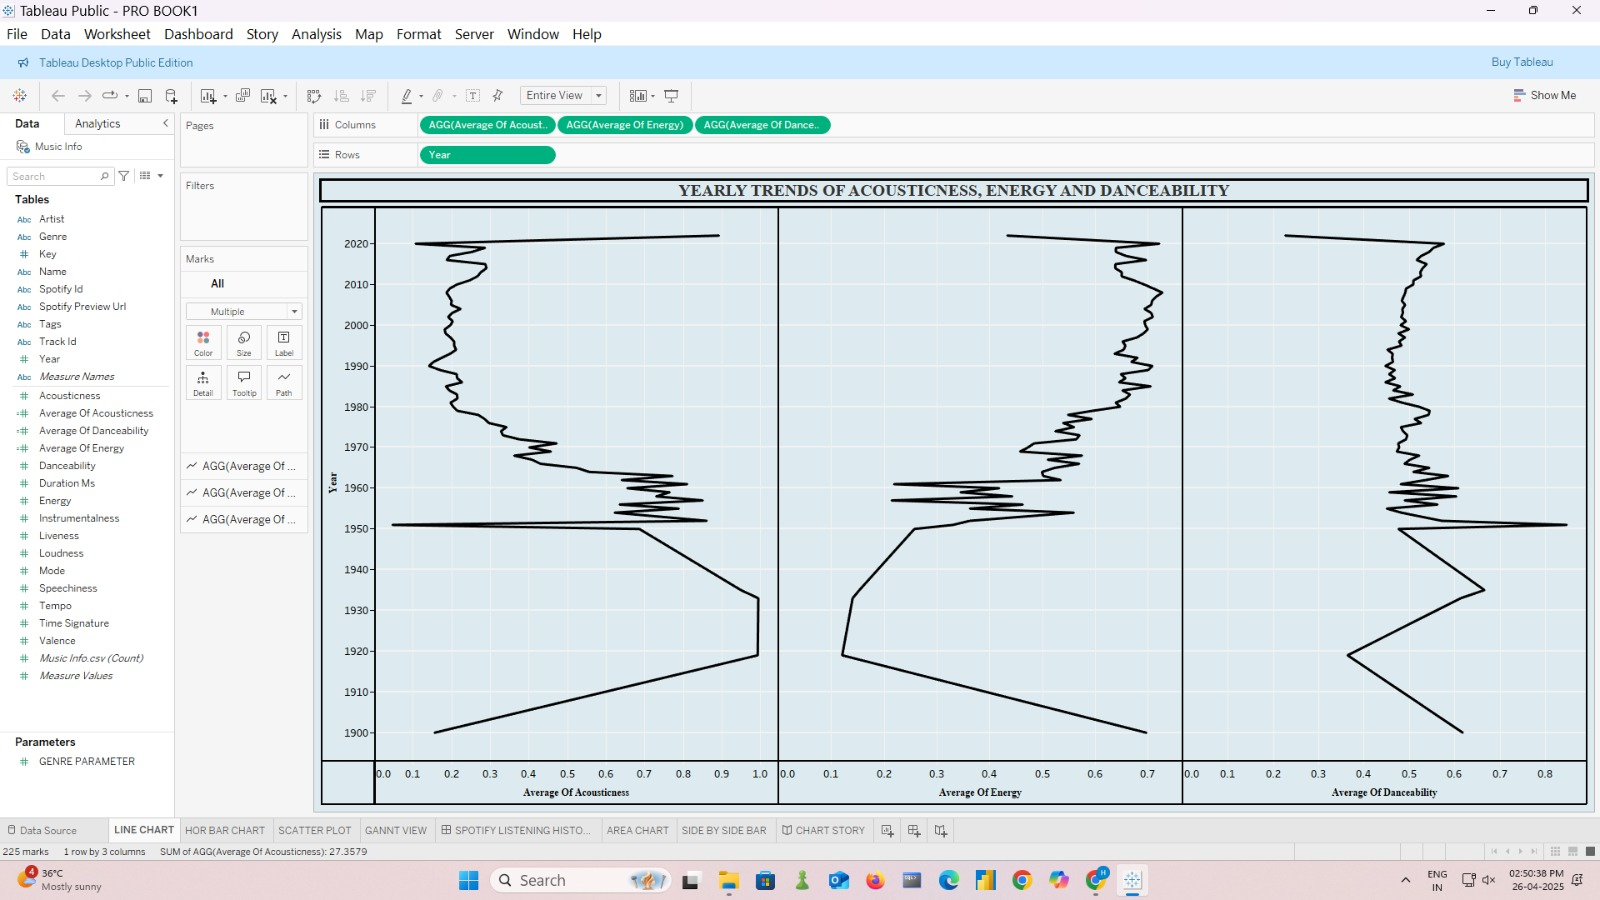 Tableau Public - PRO BOOK1
File Data Worksheet Dashboard Story Analysis Map Format Server Window Help
Tableau Desktop Public Edition
Buy Tableau
Entire View
Show Me
Data
Analytics
Music Info
Search
Tables
Abc Artist
Abc Genre
# Key
Abc Name
Abc Spotify Id
Abc Spotify Preview Url
Abc Tags
Abc Track Id
# Year
Abc Measure Names
# Acousticness
=# Average Of Acousticness
=# Average Of Danceability
=# Average Of Energy
# Danceability
# Duration Ms
# Energy
# Instrumentalness
# Liveness
# Loudness
# Mode
# Speechiness
# Tempo
# Time Signature
# Valence
# Music Info.csv (Count)
# Measure Values
Parameters
# GENRE PARAMETER
Pages
Filters
Marks
All
Multiple
Color
Size
Label
Detail
Tooltip
Path
AGG(Average Of ...
AGG(Average Of ...
AGG(Average Of ...
Columns
AGG(Average Of Acoust..
AGG(Average Of Energy)
AGG(Average Of Dance..
Rows
Year
YEARLY TRENDS OF ACOUSTICNESS, ENERGY AND DANCEABILITY
2020
2010
2000
1990
1980
1970
1960
1950
1940
1930
1920
1910
1900
Year
0.0 0.1 0.2 0.3 0.4 0.5 0.6 0.7 0.8 0.9 1.0
Average Of Acousticness
0.0 0.1 0.2 0.3 0.4 0.5 0.6 0.7
Average Of Energy
0.0 0.1 0.2 0.3 0.4 0.5 0.6 0.7 0.8
Average Of Danceability
Data Source
LINE CHART
HOR BAR CHART
SCATTER PLOT
GANNT VIEW
SPOTIFY LISTENING HISTO...
AREA CHART
SIDE BY SIDE BAR
CHART STORY
225 marks
1 row by 3 columns
SUM of AGG(Average Of Acousticness): 27.3579
4
36°C
Mostly sunny
Search
H
ENG
IN
02:50:38 PM
26-04-2025